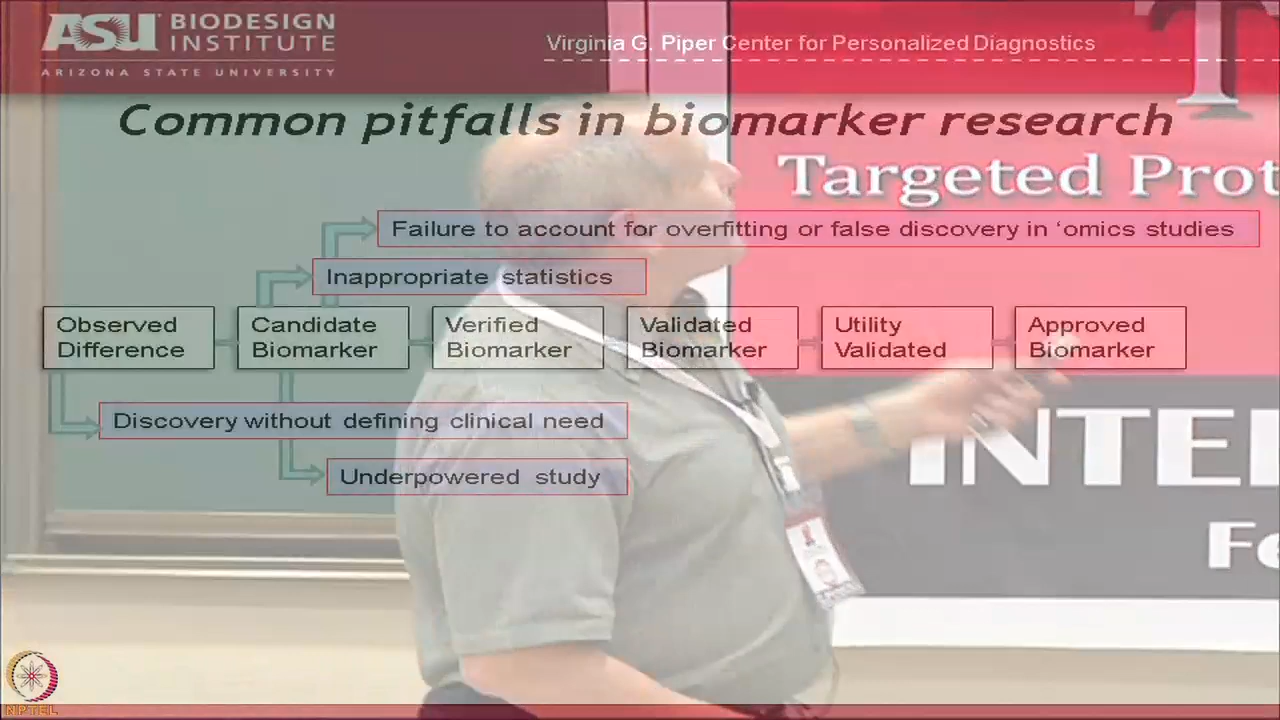 ASU BIODESIGN
INSTITUTE
ARIZONA STATE UNIVERSITY
Virginia G. Piper Center for Personalized Diagnostics
T
Common pitfalls in biomarker research
Targeted Prot
Failure to account for overfitting or false discovery in ‘omics studies
Inappropriate statistics
Observed
Difference
Candidate
Biomarker
Verified
Biomarker
Validated
Biomarker
Utility
Validated
Approved
Biomarker
Discovery without defining clinical need
INTE
Underpowered study
Fo
NPTEL